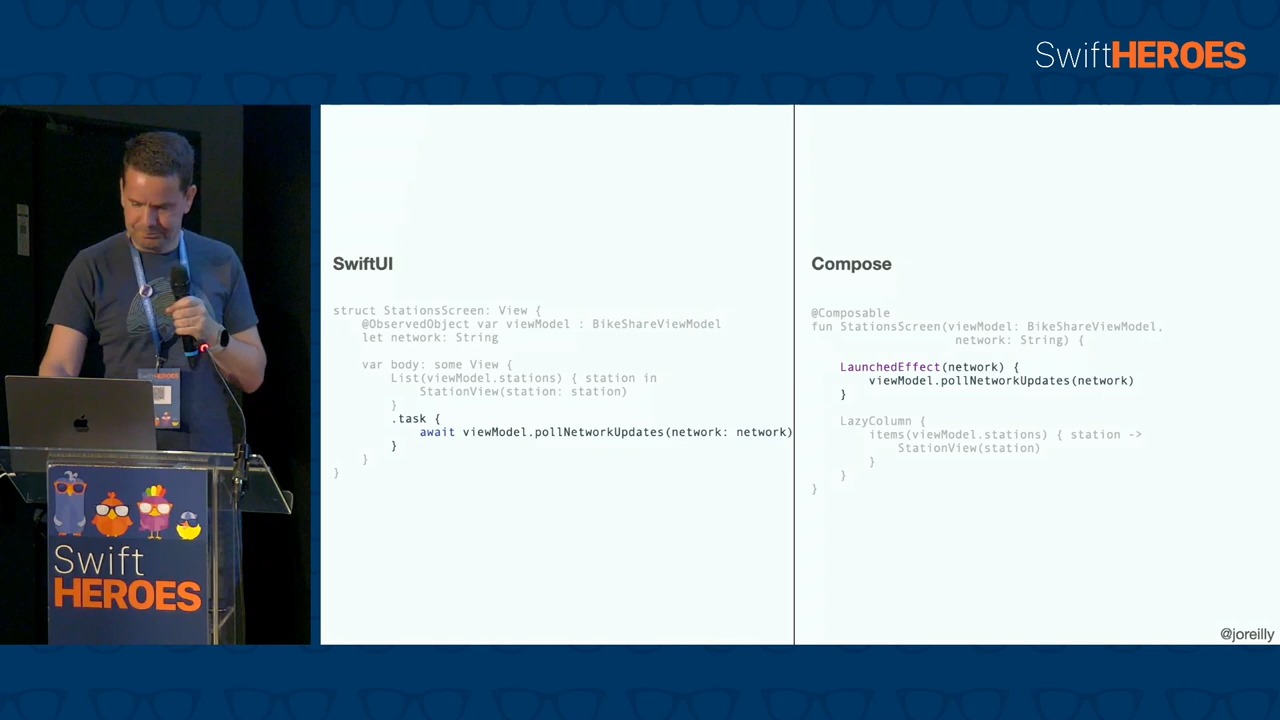 SwiftHEROES
SwiftUI
struct StationsScreen: View {
@ObservedObject var viewModel : BikeShareViewModel
let network: String
var body: some View {
List(viewModel.stations) { station in
StationView(station: station)
}
.task {
await viewModel.pollNetworkUpdates(network: network)
}
}
}
Compose
@Composable
fun StationsScreen(viewModel: BikeShareViewModel,
network: String) {
LaunchedEffect(network) {
viewModel.pollNetworkUpdates(network)
}
LazyColumn {
items(viewModel.stations) { station ->
StationView(station)
}
}
}
@joreilly
Swift
HEROES